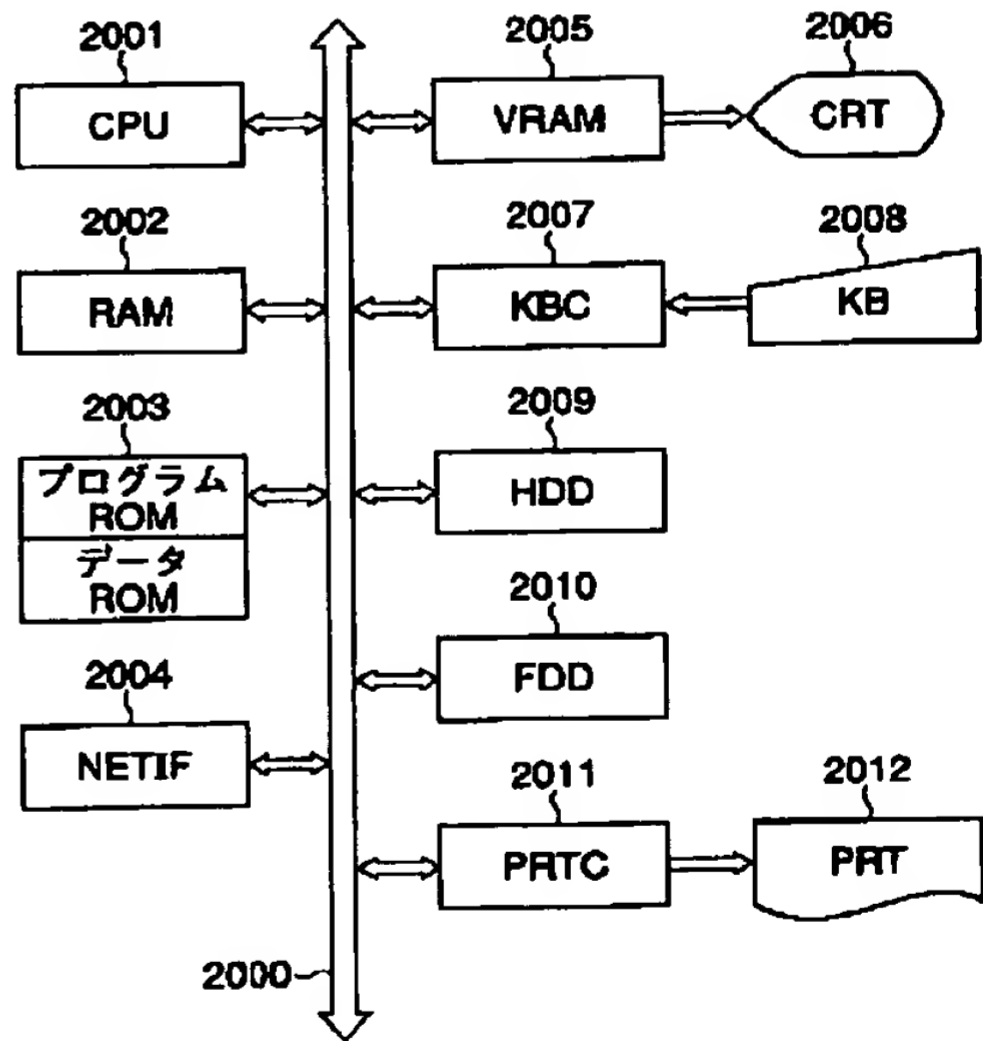 2001
CPU
2005
VRAM
2006
CRT
2002
RAM
2007
KBC
2008
KB
2003
プログラム
ROM
データ
ROM
2009
HDD
2010
FDD
2004
NETIF
2011
PRTC
2012
PRT
2000